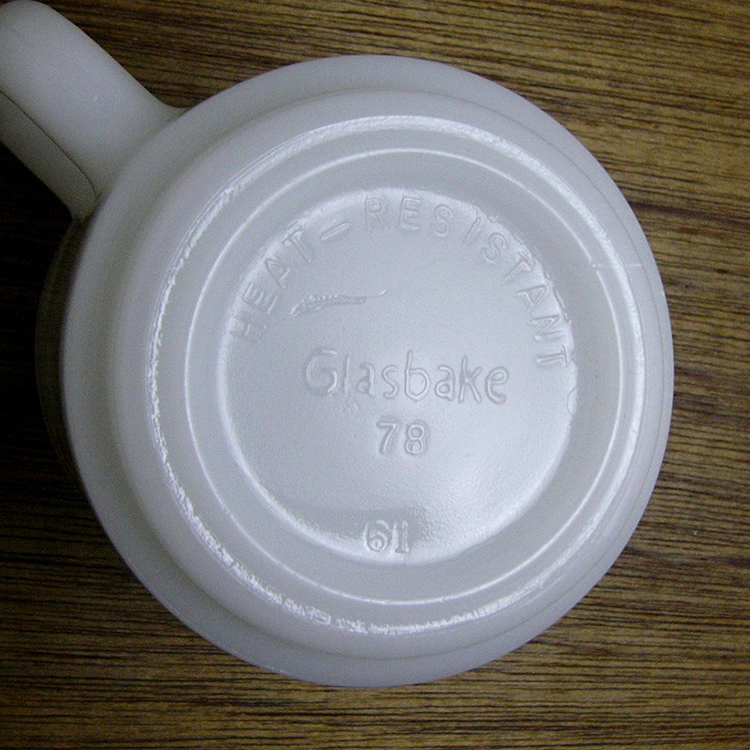 HEAT-RESISTANT
Glasbake
78
61